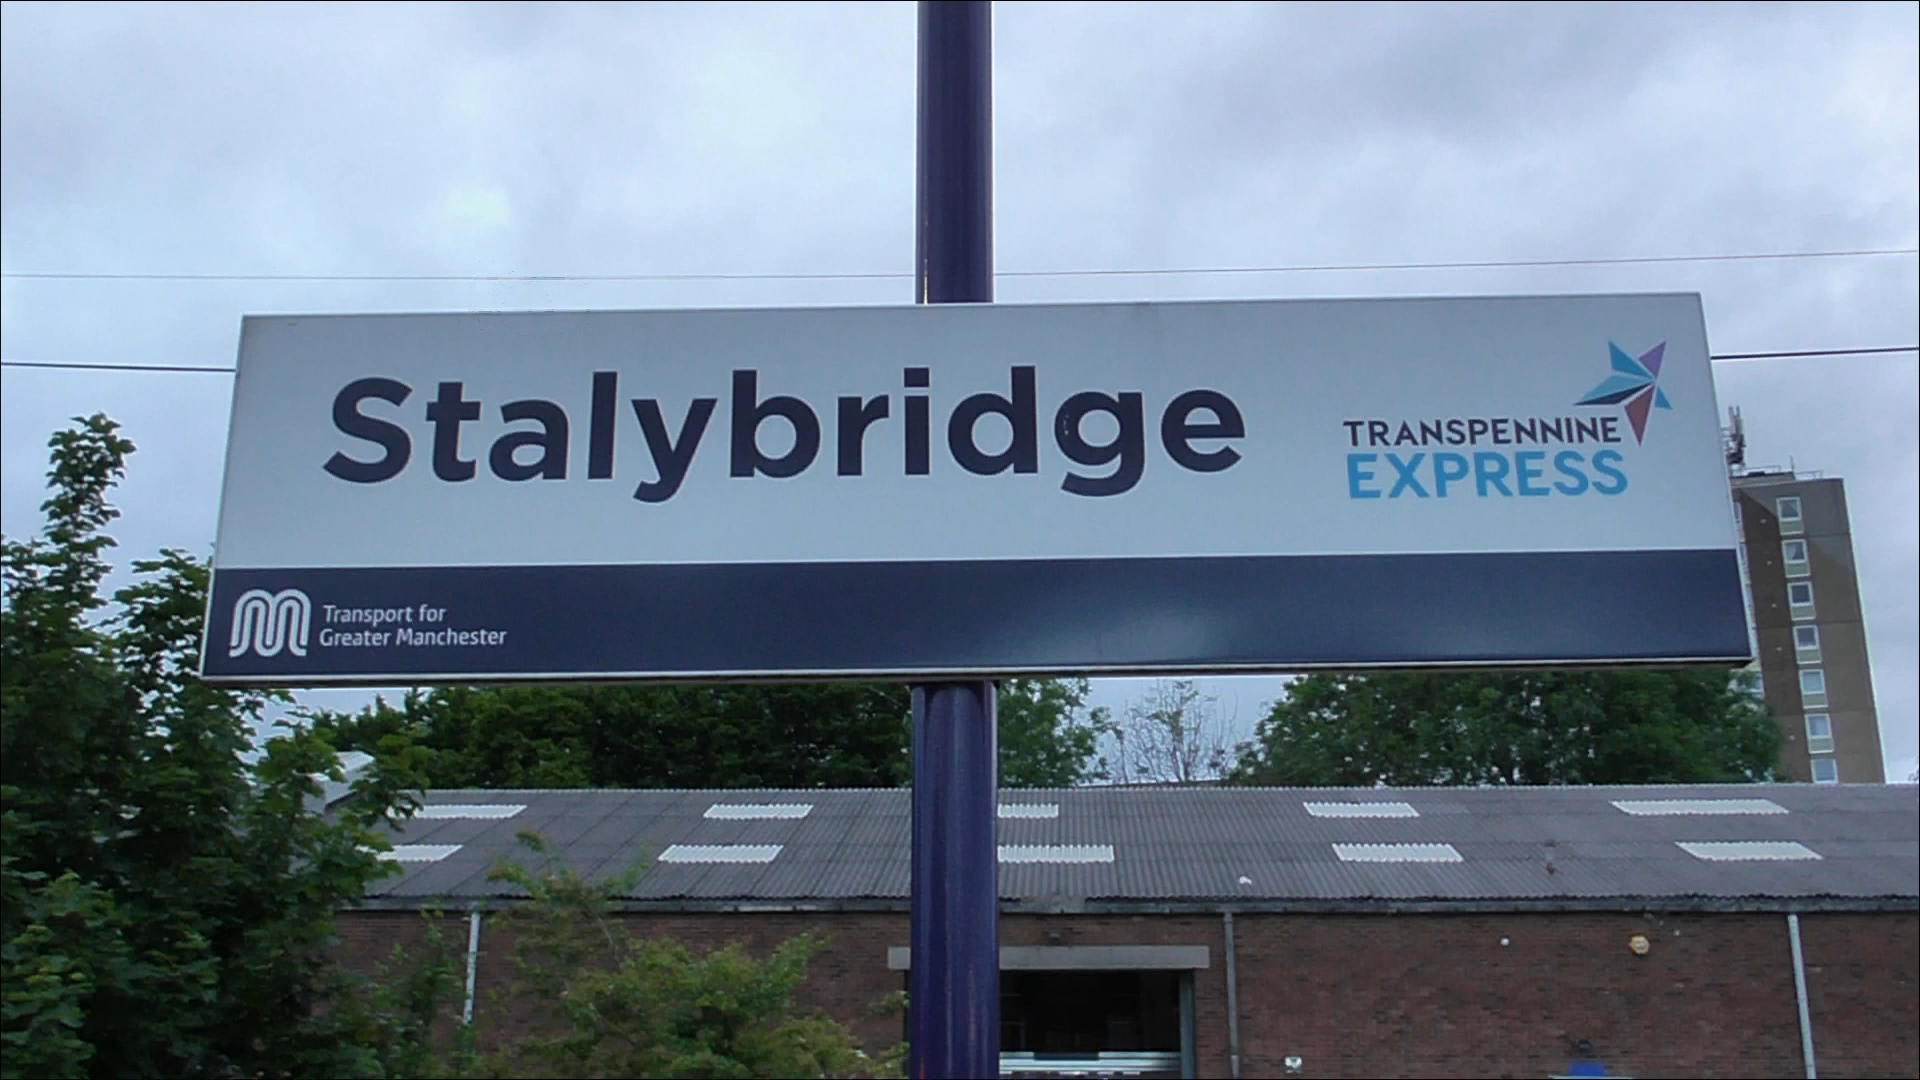 Stalybridge
TRANSPENNINE
EXPRESS
Transport for
Greater Manchester